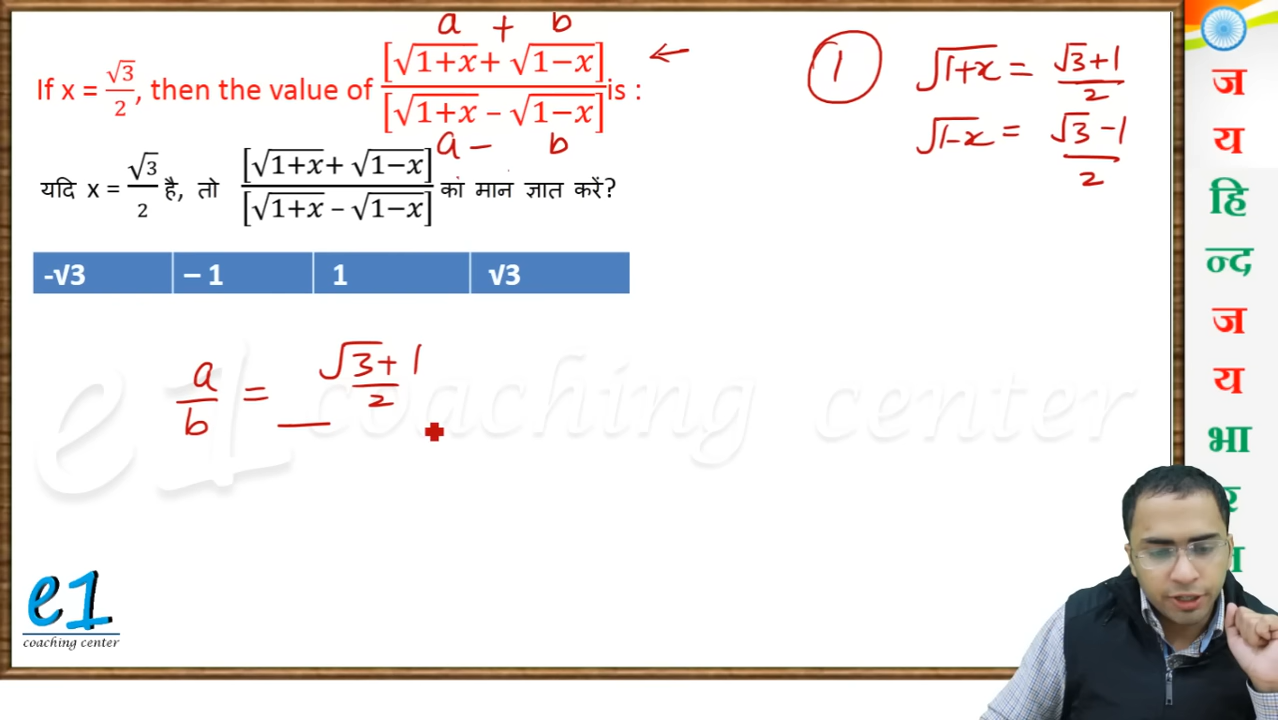 a + b
If x = √3/2, then the value of [√1+x + √1−x] / [√1+x − √1−x] is : ←
a − b
यदि x = √3/2 है, तो [√1+x + √1−x] / [√1+x − √1−x] का मान ज्ञात करें?
-√3 – 1 1 √3
a/b = √3+1/2
① √1+x = √3+1/2
√1-x = √3-1/2
e1 coaching center
e1
coaching center
ज
य
हि
न्द
ज
य
भा
र